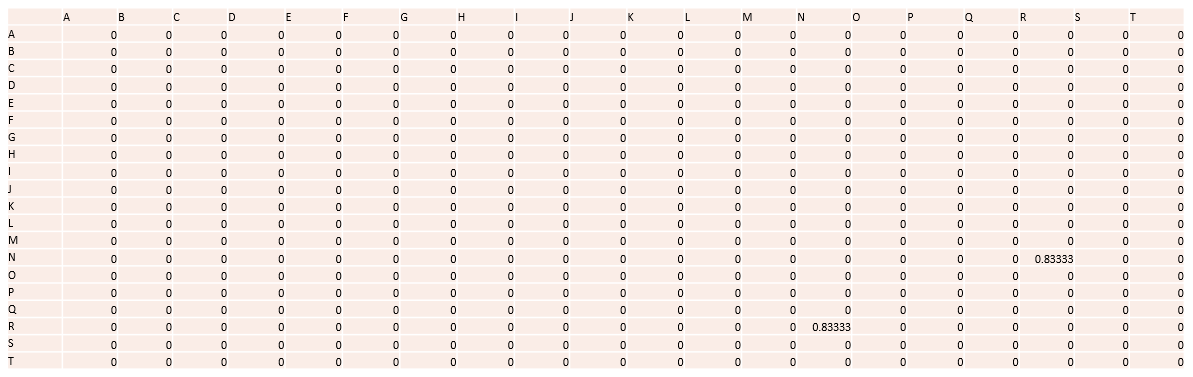 A B C D E F G H I J K L M N O P Q R S T
A 0 0 0 0 0 0 0 0 0 0 0 0 0 0 0 0 0 0 0 0
B 0 0 0 0 0 0 0 0 0 0 0 0 0 0 0 0 0 0 0 0
C 0 0 0 0 0 0 0 0 0 0 0 0 0 0 0 0 0 0 0 0
D 0 0 0 0 0 0 0 0 0 0 0 0 0 0 0 0 0 0 0 0
E 0 0 0 0 0 0 0 0 0 0 0 0 0 0 0 0 0 0 0 0
F 0 0 0 0 0 0 0 0 0 0 0 0 0 0 0 0 0 0 0 0
G 0 0 0 0 0 0 0 0 0 0 0 0 0 0 0 0 0 0 0 0
H 0 0 0 0 0 0 0 0 0 0 0 0 0 0 0 0 0 0 0 0
I 0 0 0 0 0 0 0 0 0 0 0 0 0 0 0 0 0 0 0 0
J 0 0 0 0 0 0 0 0 0 0 0 0 0 0 0 0 0 0 0 0
K 0 0 0 0 0 0 0 0 0 0 0 0 0 0 0 0 0 0 0 0
L 0 0 0 0 0 0 0 0 0 0 0 0 0 0 0 0 0 0 0 0
M 0 0 0 0 0 0 0 0 0 0 0 0 0 0 0 0 0 0 0 0
N 0 0 0 0 0 0 0 0 0 0 0 0 0 0 0 0 0 0.83333 0 0
O 0 0 0 0 0 0 0 0 0 0 0 0 0 0 0 0 0 0 0 0
P 0 0 0 0 0 0 0 0 0 0 0 0 0 0 0 0 0 0 0 0
Q 0 0 0 0 0 0 0 0 0 0 0 0 0 0 0 0 0 0 0 0
R 0 0 0 0 0 0 0 0 0 0 0 0 0 0.83333 0 0 0 0 0 0
S 0 0 0 0 0 0 0 0 0 0 0 0 0 0 0 0 0 0 0 0
T 0 0 0 0 0 0 0 0 0 0 0 0 0 0 0 0 0 0 0 0